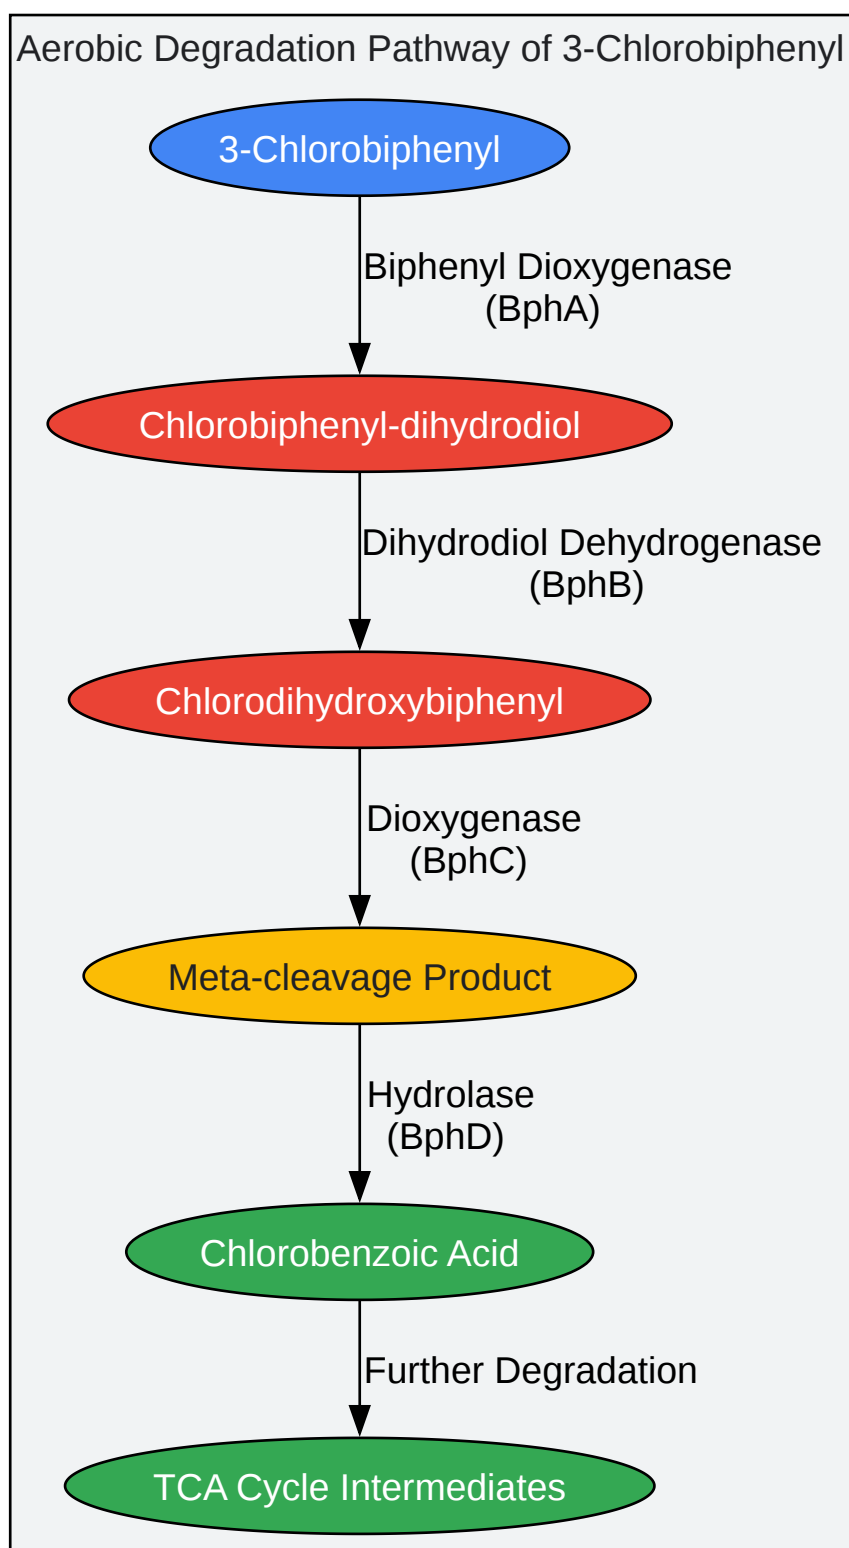 Aerobic Degradation Pathway of 3-Chlorobiphenyl
3-Chlorobiphenyl
Biphenyl Dioxygenase
(BphA)
Chlorobiphenyl-dihydrodiol
Dihydrodiol Dehydrogenase
(BphB)
Chlorodihydroxybiphenyl
Dioxygenase
(BphC)
Meta-cleavage Product
Hydrolase
(BphD)
Chlorobenzoic Acid
Further Degradation
TCA Cycle Intermediates